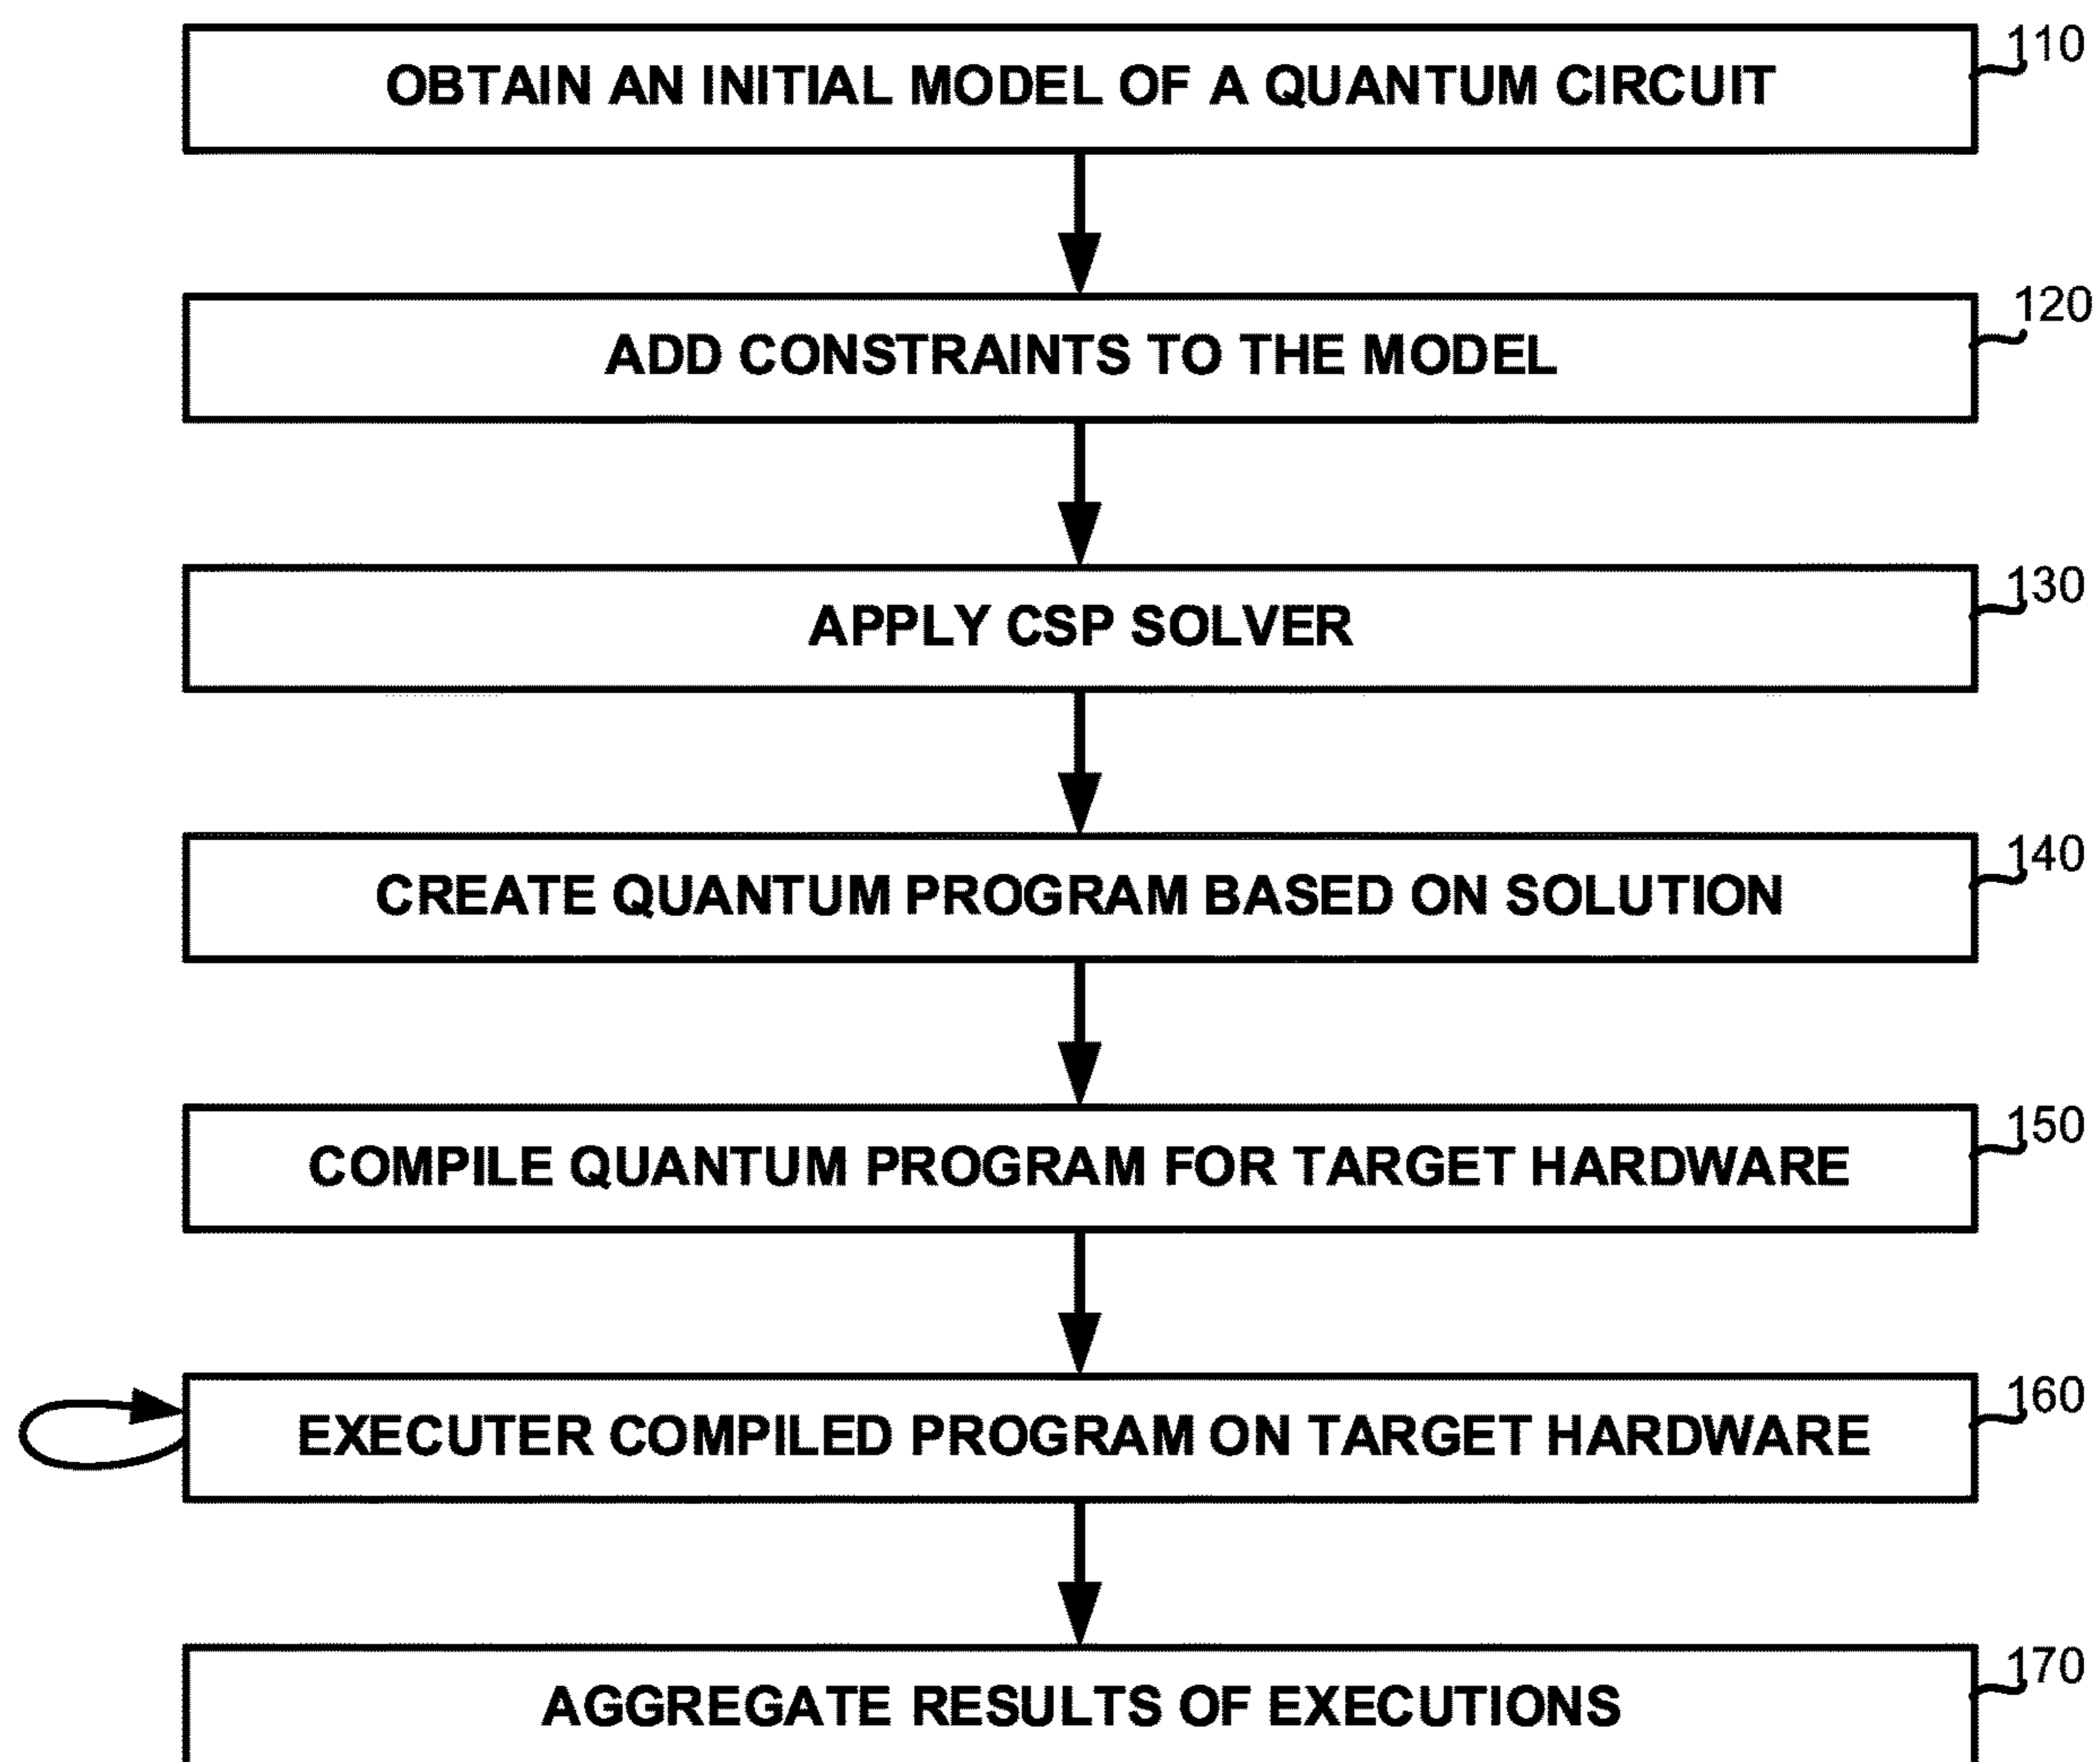 110
OBTAIN AN INITIAL MODEL OF A QUANTUM CIRCUIT
120
ADD CONSTRAINTS TO THE MODEL
130
APPLY CSP SOLVER
140
CREATE QUANTUM PROGRAM BASED ON SOLUTION
150
COMPILE QUANTUM PROGRAM FOR TARGET HARDWARE
160
EXECUTER COMPILED PROGRAM ON TARGET HARDWARE
170
AGGREGATE RESULTS OF EXECUTIONS